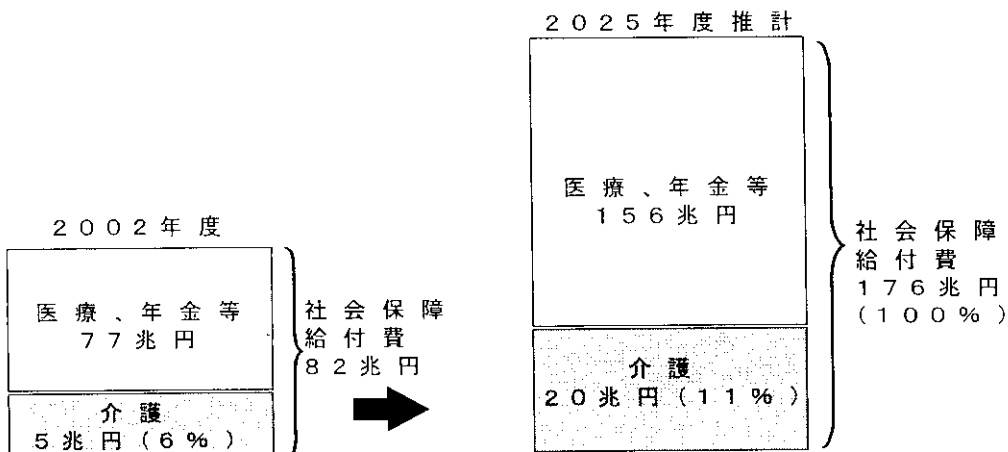 2002年度
医療、年金等
77兆円
介護
5兆円(6%)
社会保障
給付費
82兆円
2025年度推計
医療、年金等
156兆円
介護
20兆円(11%)
社会保障
給付費
176兆円
(100%)